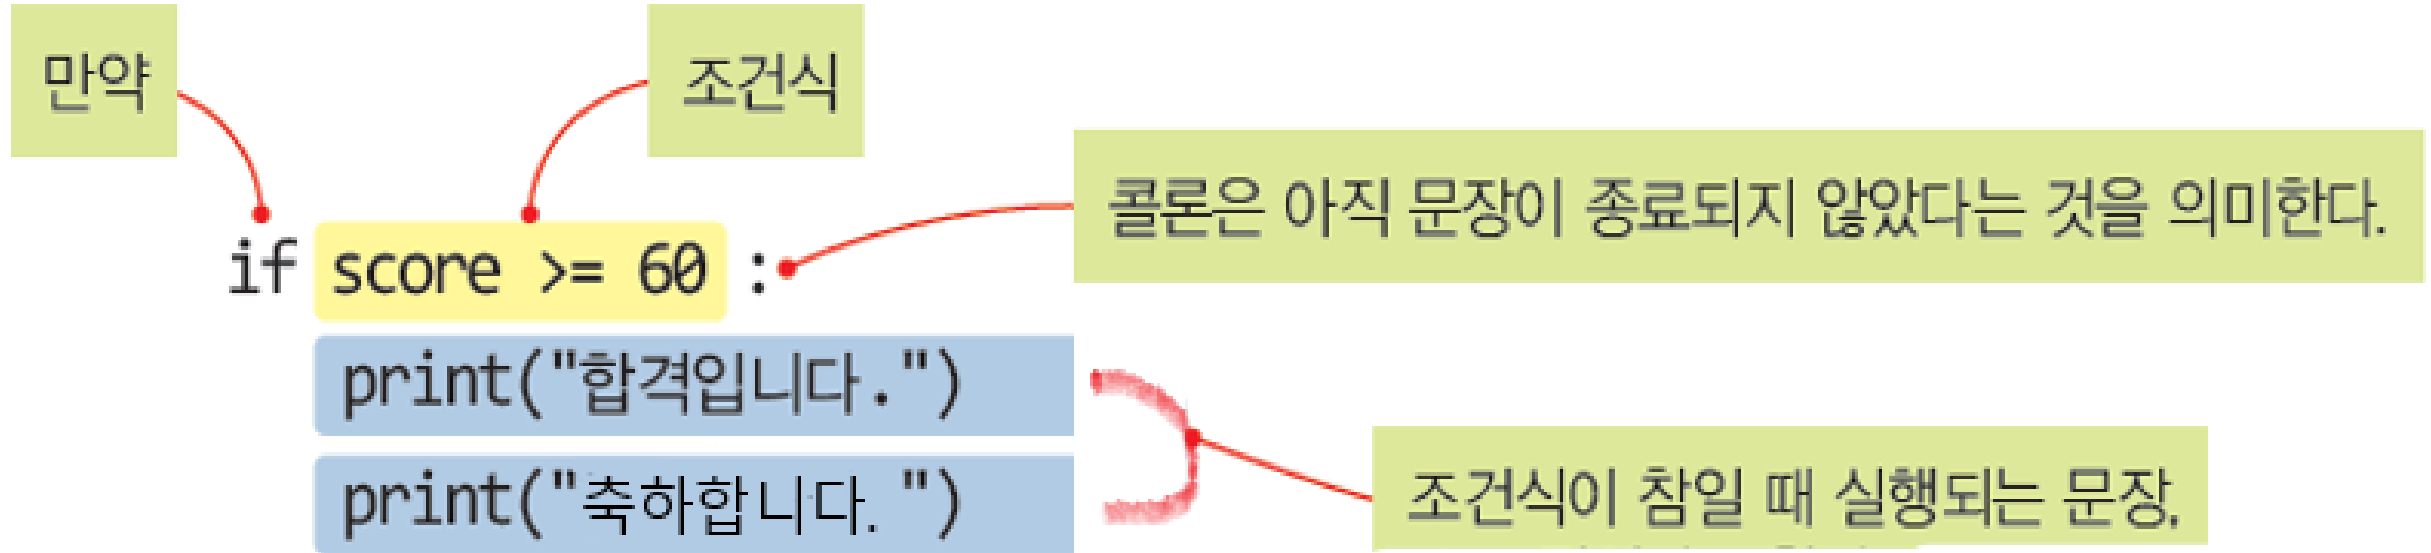 만약
조건식
콜론은 아직 문장이 종료되지 않았다는 것을 의미한다.
if score >= 60 :
print("합격입니다.")
print("축하합니다. ")
조건식이 참일 때 실행되는 문장,